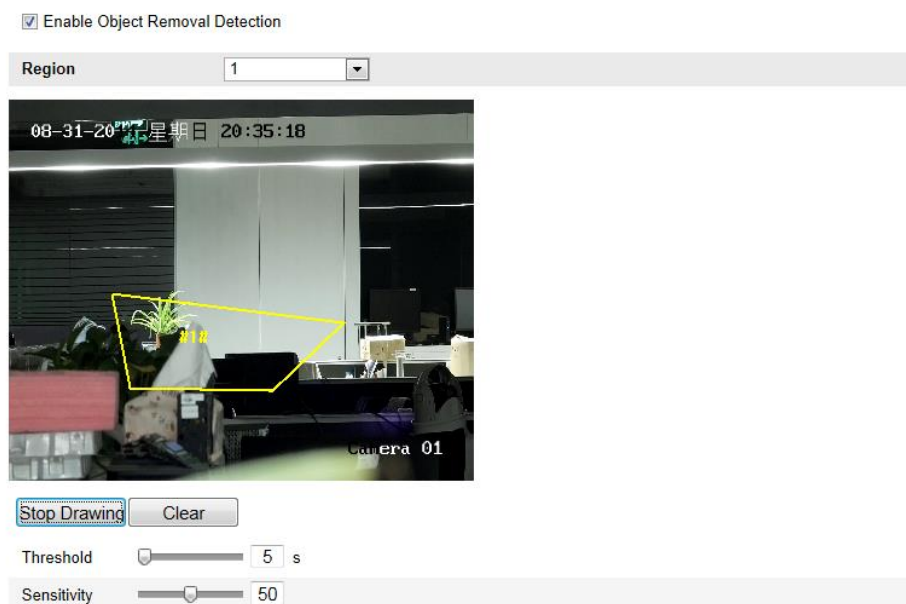 Enable Object Removal Detection
Region 1
08-31-20 星期日 20:35:18
#1#
Camera 01
Stop Drawing Clear
Threshold 5 s
Sensitivity 50